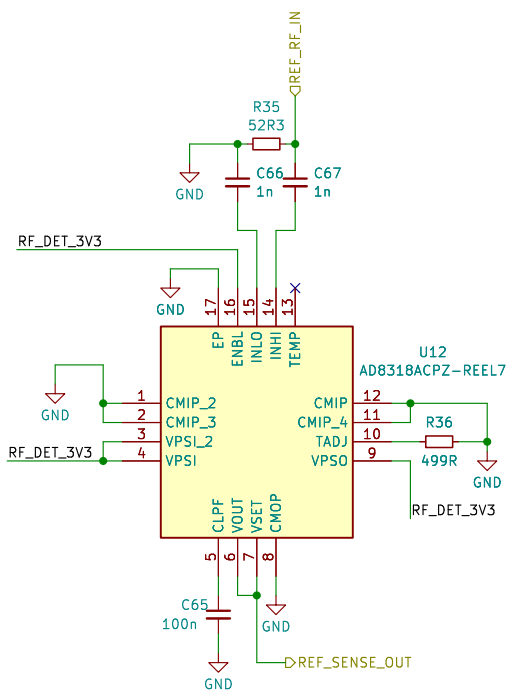 REF_RF_IN
R35
52R3
C66
1n
C67
1n
GND
RF_DET_3V3
GND
17
16
15
14
13
EP
ENBL
INLO
INHI
TEMP
U12
AD8318ACPZ-REEL7
GND
1
CMIP_2
2
CMIP_3
3
VPSI_2
RF_DET_3V3
4
VPSI
CMIP
12
CMIP_4
11
TADJ
10
VPSO
9
R36
499R
GND
RF_DET_3V3
CLPF
VOUT
VSET
CMOP
5
6
7
8
C65
100n
GND
GND
REF_SENSE_OUT